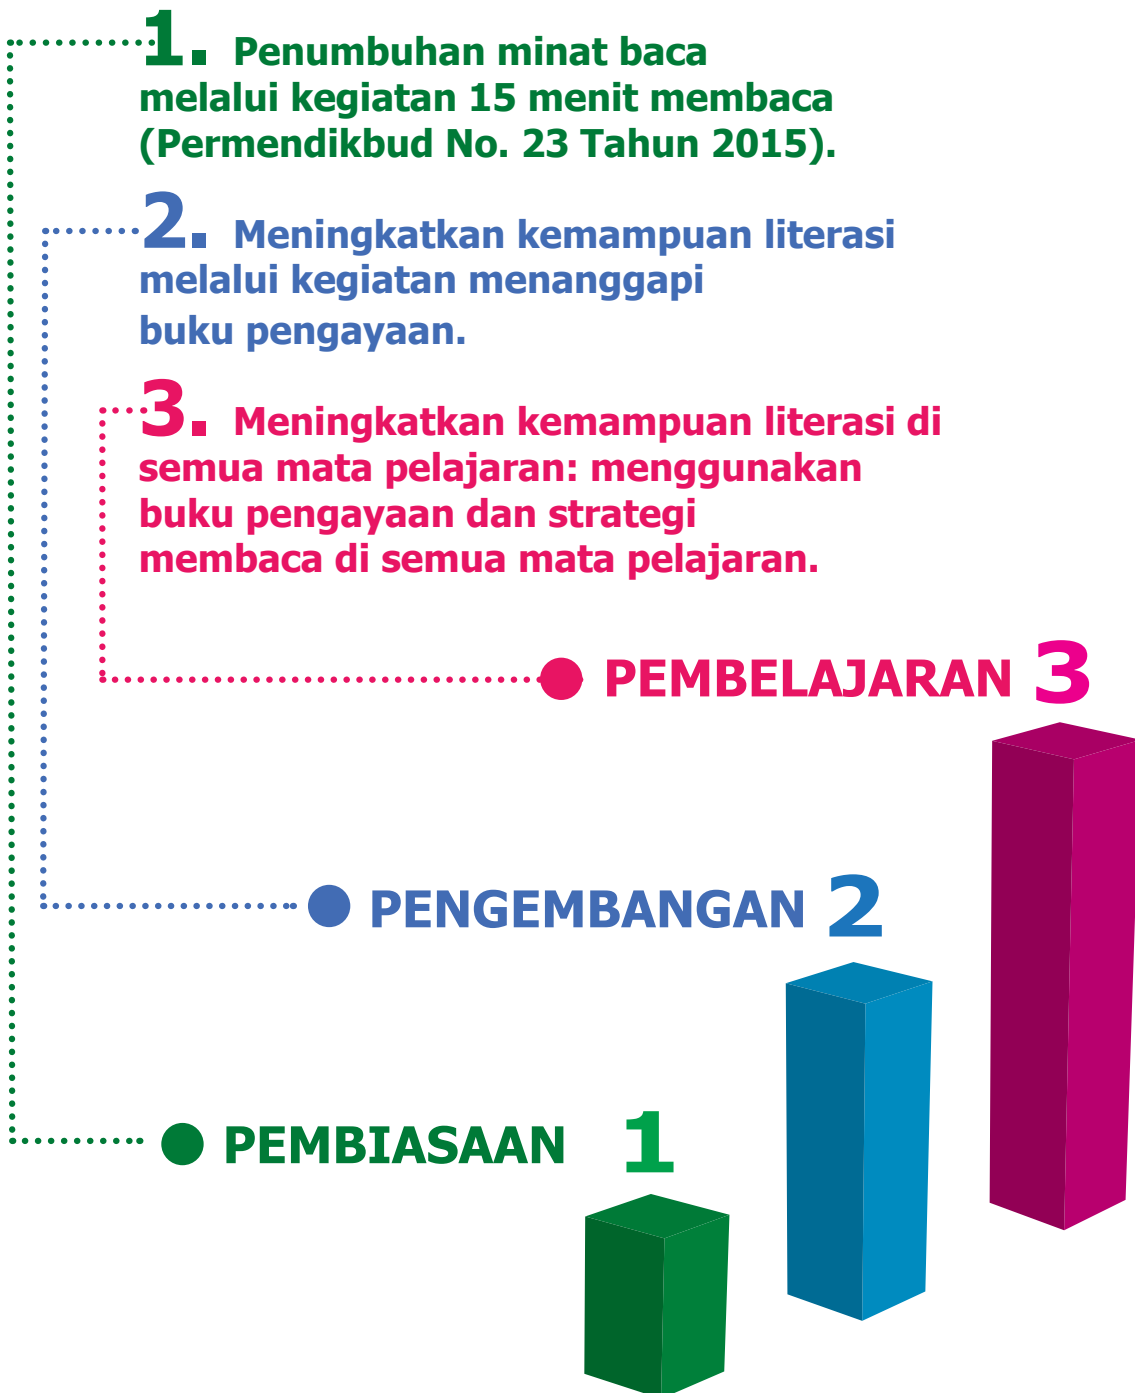 1. Penumbuhan minat baca
melalui kegiatan 15 menit membaca
(Permendikbud No. 23 Tahun 2015).
2. Meningkatkan kemampuan literasi
melalui kegiatan menanggapi
buku pengayaan.
3. Meningkatkan kemampuan literasi di
semua mata pelajaran: menggunakan
buku pengayaan dan strategi
membaca di semua mata pelajaran.
PEMBELAJARAN 3
PENGEMBANGAN 2
PEMBIASAAN 1